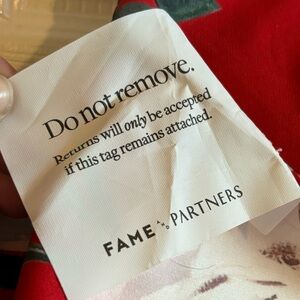 Do not remove.
Returns will only be accepted
if this tag remains attached.
FAME AND PARTNERS